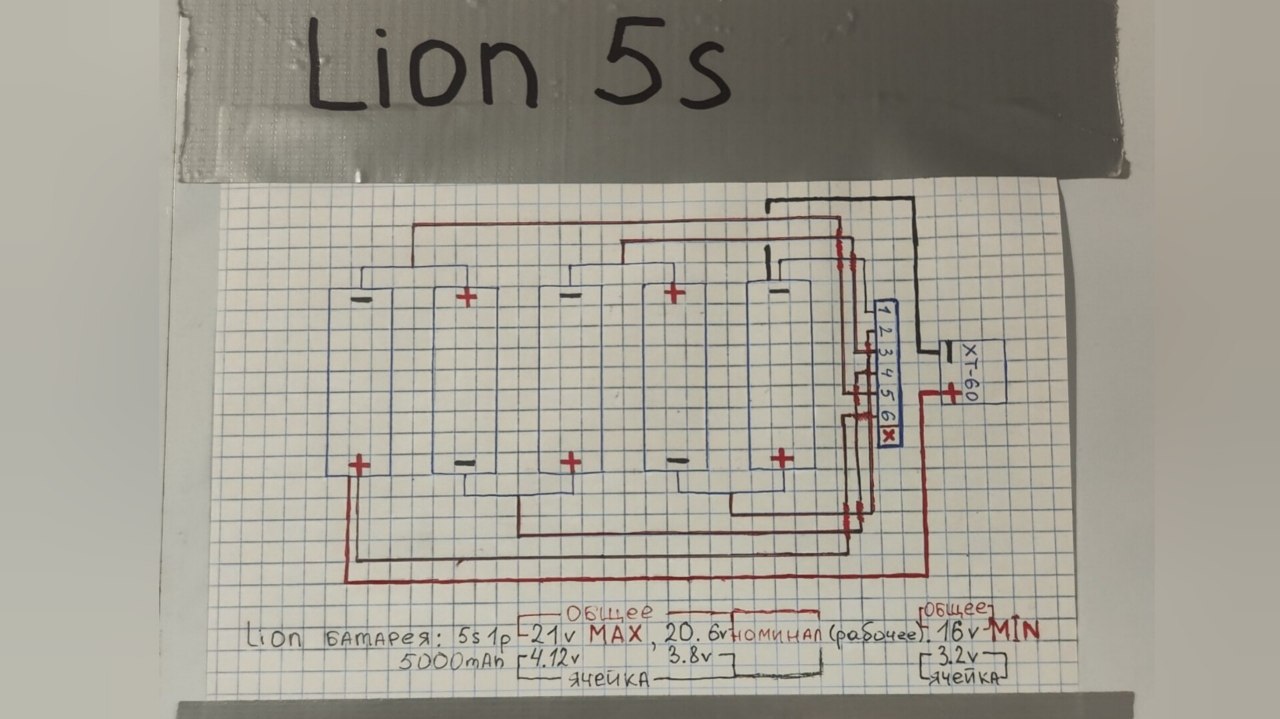 Lion 5s
− + − + −
+ − + − +
1
2
3
4
5
6
X
− +
XT-60
ОБЩЕЕ
ОБЩЕЕ
Lion БАТАРЕЯ: 5s 1p 21v MAX, 20.6v НОМИНАЛ (рабочее). 16v MIN
5000mAh 4.12v 3.8v 3.2v
ЯЧЕЙКА
ЯЧЕЙКА